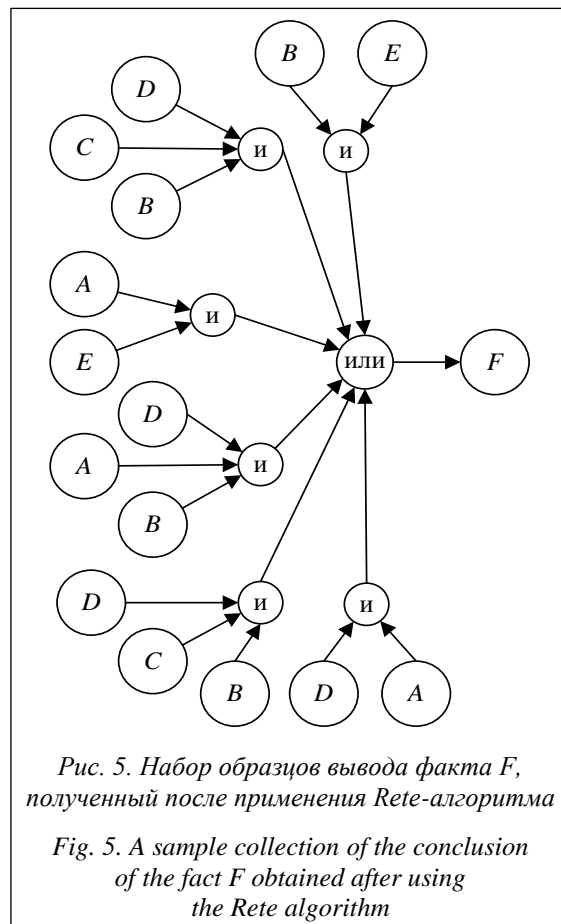 B E
D
C и и
B
A
и
E
или F
D
A и
B
D и и
C
B D A
Рис. 5. Набор образцов вывода факта F,
полученный после применения Rete-алгоритма
Fig. 5. A sample collection of the conclusion
of the fact F obtained after using
the Rete algorithm